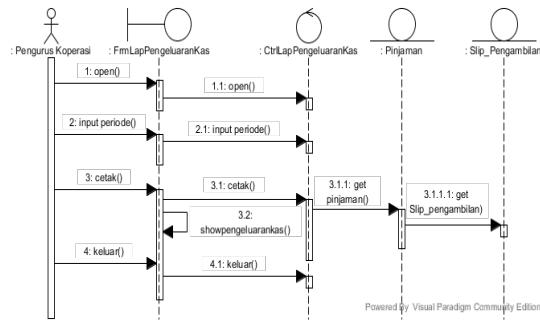 : Pengurus Koperasi
: FrmLapPengeluaranKas
: CtrlLapPengeluaranKas
: Pinjaman
: Slip_Pengambilan
1: open()
1.1: open()
2: input periode()
2.1: input periode()
3: cetak()
3.1: cetak()
3.1.1: get
pinjaman()
3.1.1.1: get
Slip_pengambilan)
3.2:
showpengeluarankas()
4: keluar()
4.1: keluar()
Powered By Visual Paradigm Community Edition